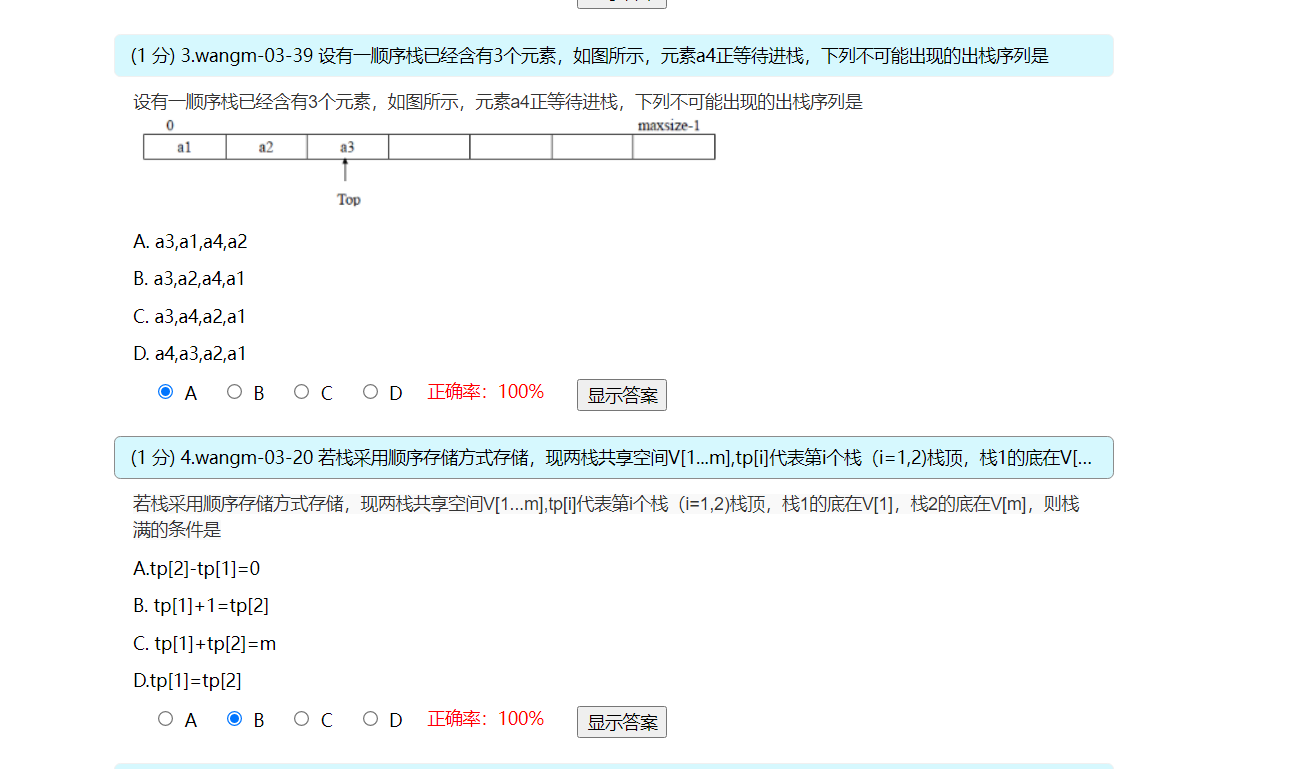 (1 分) 3.wangm-03-39 设有一顺序栈已经含有3个元素，如图所示，元素a4正等待进栈，下列不可能出现的出栈序列是
设有一顺序栈已经含有3个元素，如图所示，元素a4正等待进栈，下列不可能出现的出栈序列是
0 maxsize-1
a1 a2 a3
Top
A. a3,a1,a4,a2
B. a3,a2,a4,a1
C. a3,a4,a2,a1
D. a4,a3,a2,a1
A B C D 正确率：100% 显示答案
(1 分) 4.wangm-03-20 若栈采用顺序存储方式存储，现两栈共享空间V[1...m],tp[i]代表第i个栈（i=1,2)栈顶，栈1的底在V[...
若栈采用顺序存储方式存储，现两栈共享空间V[1...m],tp[i]代表第i个栈（i=1,2)栈顶，栈1的底在V[1]，栈2的底在V[m]，则栈
满的条件是
A.tp[2]-tp[1]=0
B. tp[1]+1=tp[2]
C. tp[1]+tp[2]=m
D.tp[1]=tp[2]
A B C D 正确率：100% 显示答案